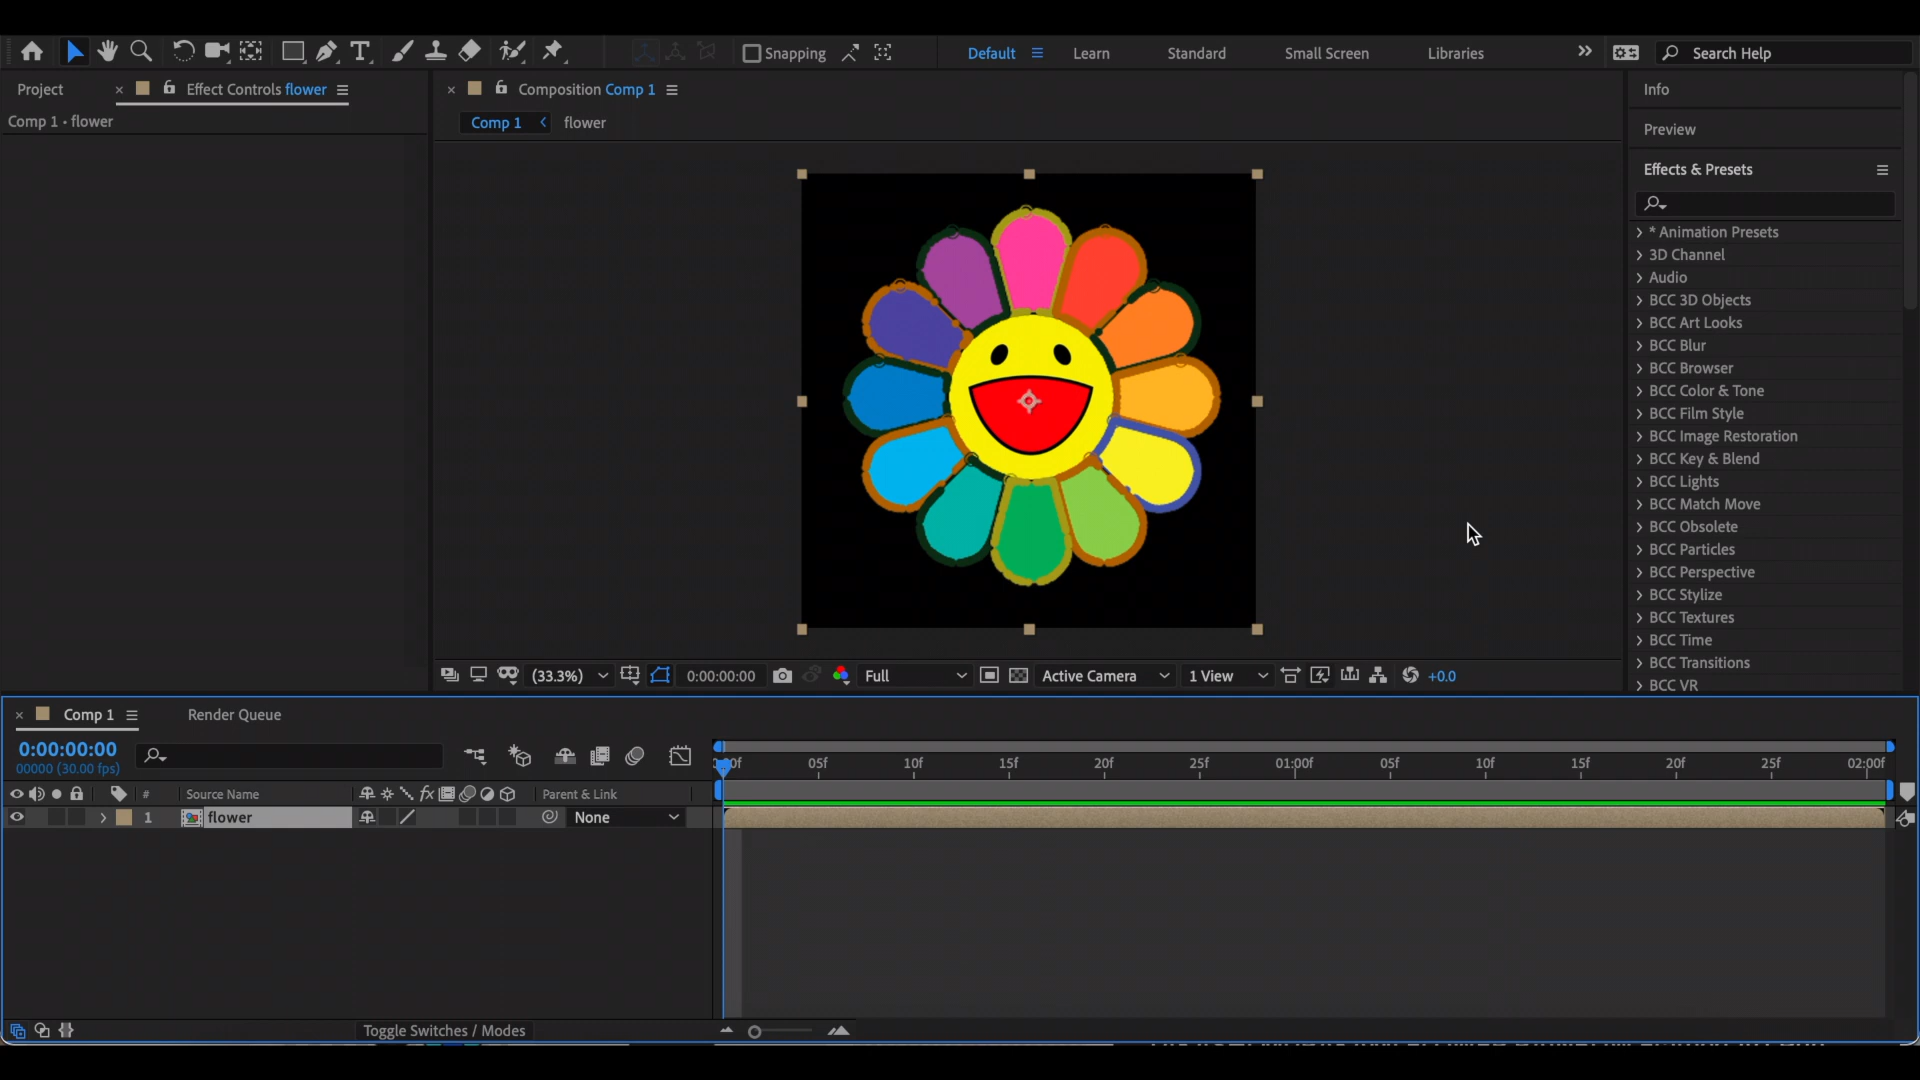 Snapping
Default
Learn
Standard
Small Screen
Libraries
Search Help
Project
Effect Controls flower
Composition Comp 1
Info
Comp 1 • flower
Comp 1
flower
Preview
Effects & Presets
* Animation Presets
3D Channel
Audio
BCC 3D Objects
BCC Art Looks
BCC Blur
BCC Browser
BCC Color & Tone
BCC Film Style
BCC Image Restoration
BCC Key & Blend
BCC Lights
BCC Match Move
BCC Obsolete
BCC Particles
BCC Perspective
BCC Stylize
BCC Textures
BCC Time
BCC Transitions
BCC VR
(33.3%)
0:00:00:00
Full
Active Camera
1 View
+0.0
Comp 1
Render Queue
0:00:00:00
00000 (30.00 fps)
05f 10f 15f 20f 25f 01:00f 05f 10f 15f 20f 25f 02:00f
# Source Name
fx
Parent & Link
1 flower
None
Toggle Switches / Modes